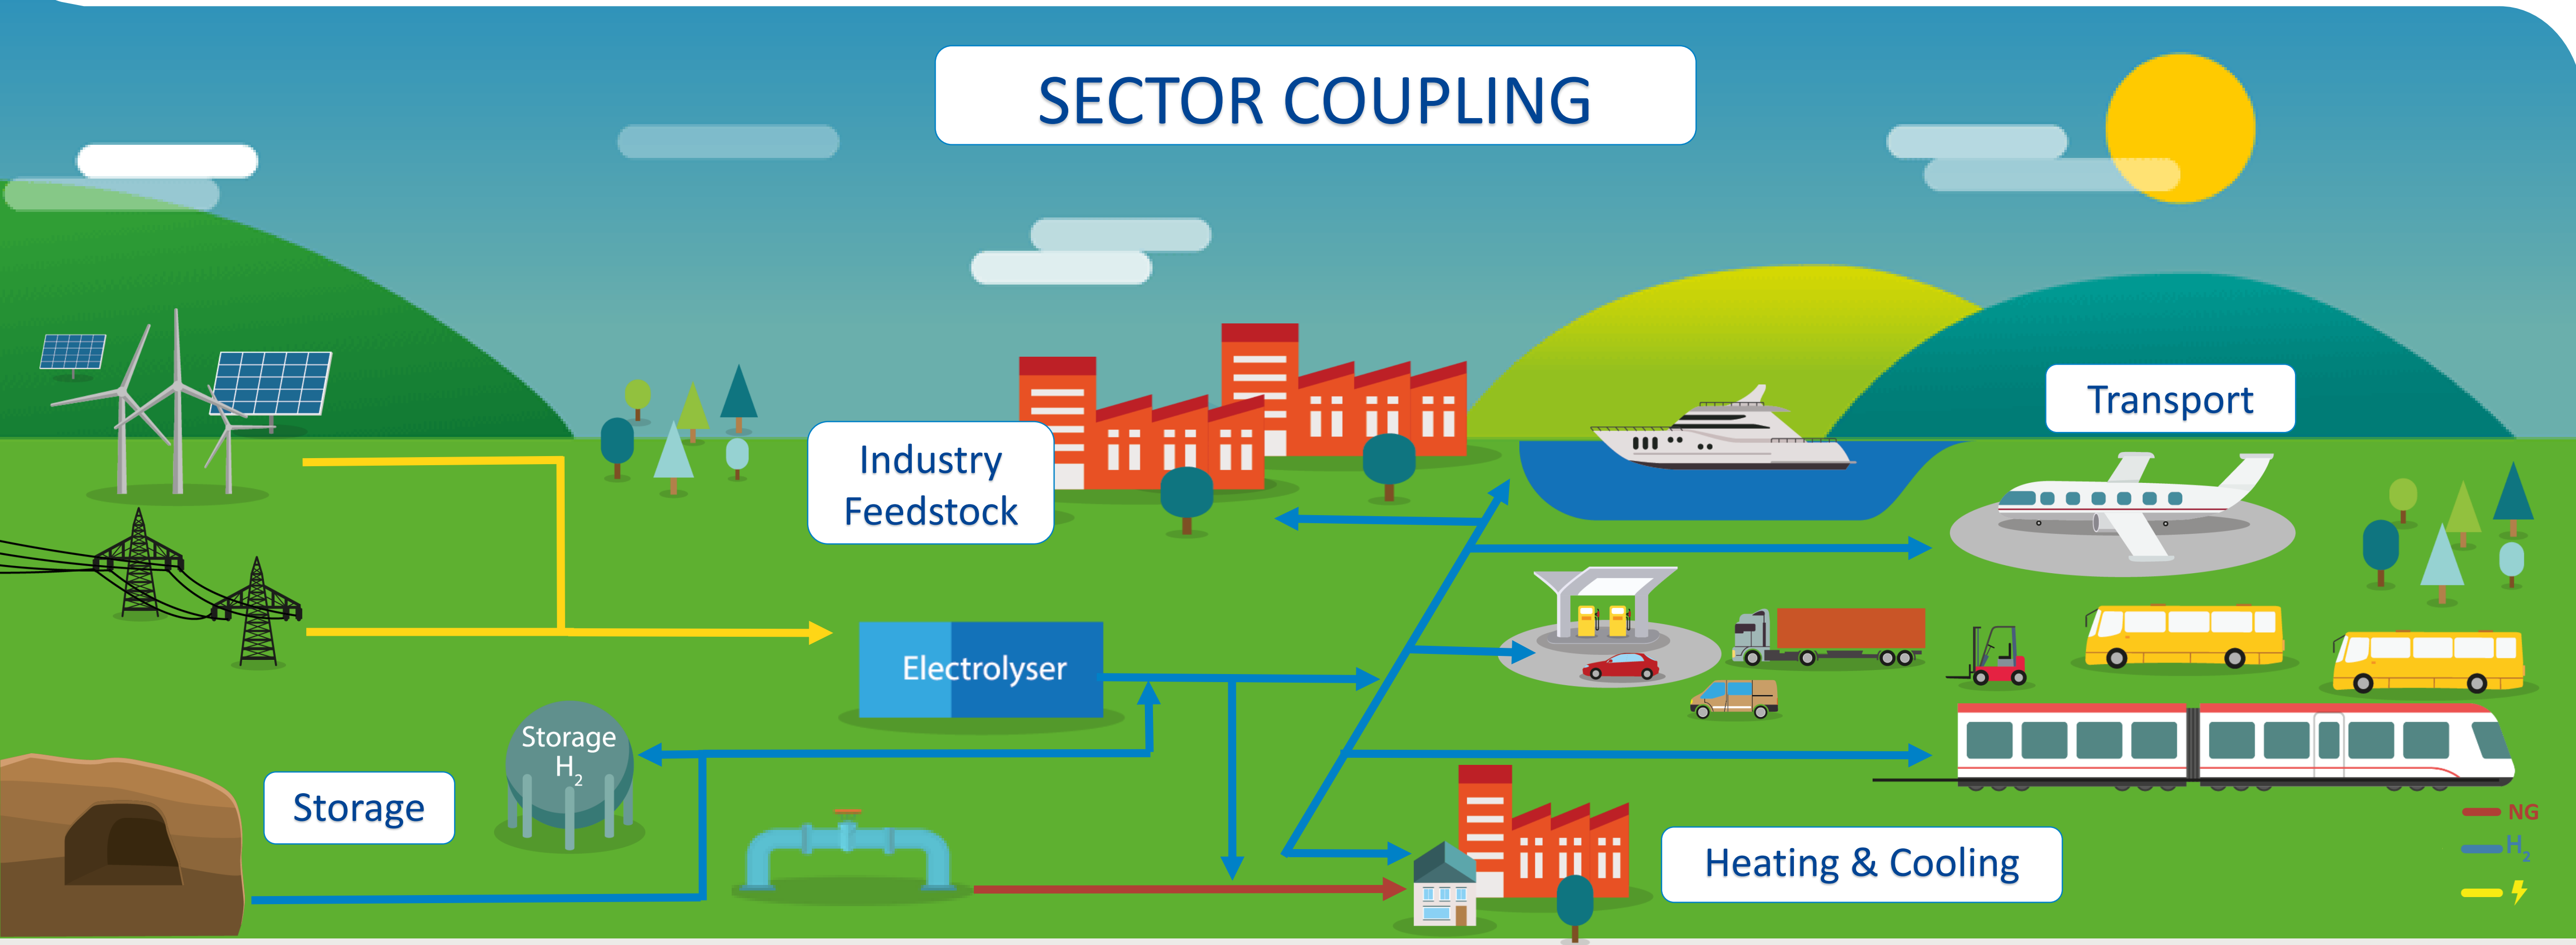 SECTOR COUPLING
Transport
Industry
Feedstock
Electrolyser
Storage
H₂
Storage
Heating & Cooling
NG
H₂